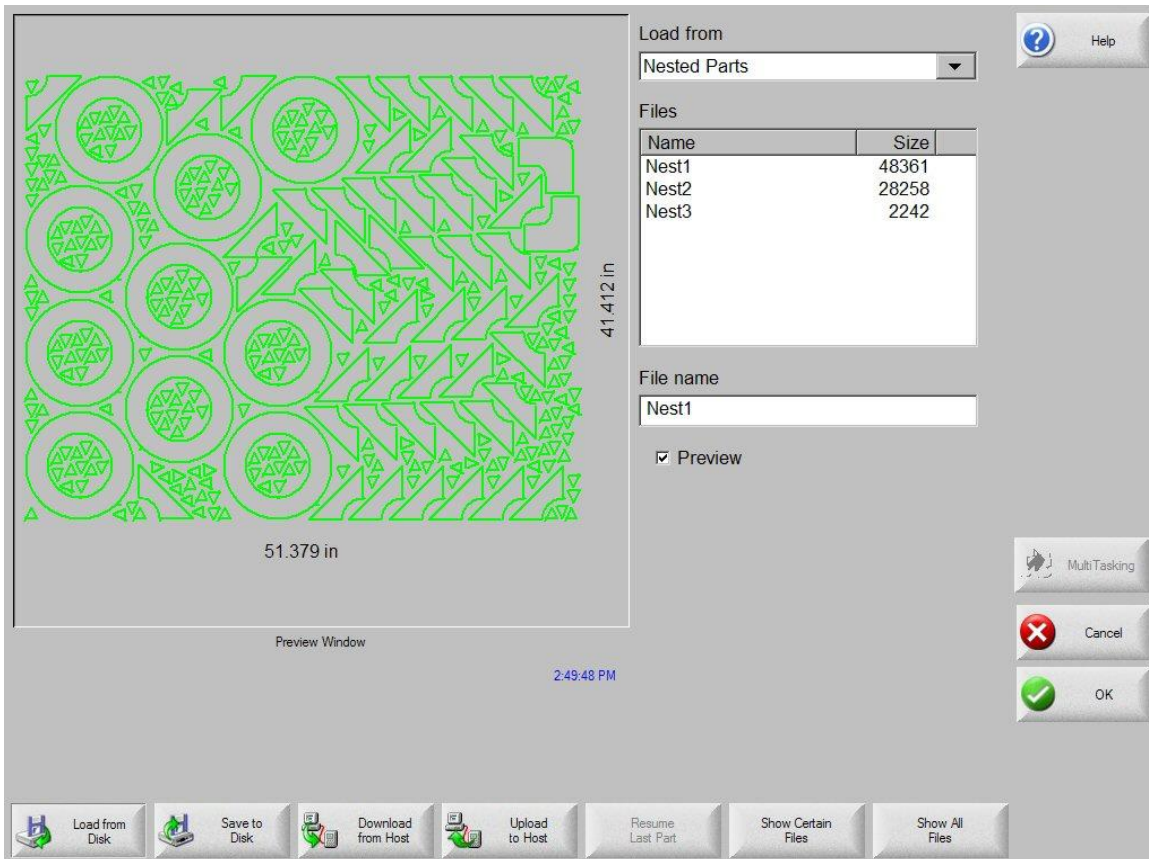 Load from
Nested Parts
Help
Files
Name Size
Nest1 48361
Nest2 28258
Nest3 2242
41.412 in
File name
Nest1
Preview
51.379 in
MultiTasking
Preview Window
Cancel
2:49:48 PM
OK
Load from
Disk
Save to
Disk
Download
from Host
Upload
to Host
Resume
Last Part
Show Certain
Files
Show All
Files